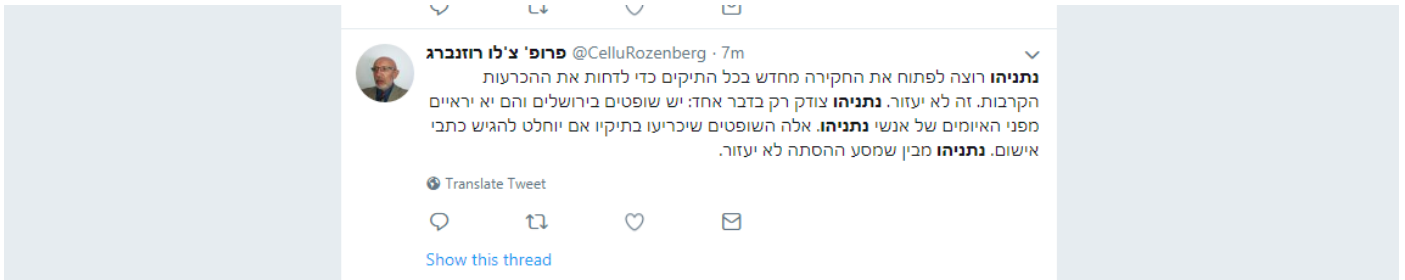 פרופ' צ'לו רוזנברג @CelluRozenberg · 7m
נתניהו רוצה לפתוח את החקירה מחדש בכל התיקים כדי לדחות את ההכרעות
הקרבות. זה לא יעזור. נתניהו צודק רק בדבר אחד: יש שופטים בירושלים והם יא יראיים
מפני האיומים של אנשי נתניהו. אלה השופטים שיכריעו בתיקיו אם יוחלט להגיש כתבי
אישום. נתניהו מבין שמסע ההסתה לא יעזור.
Translate Tweet
Show this thread